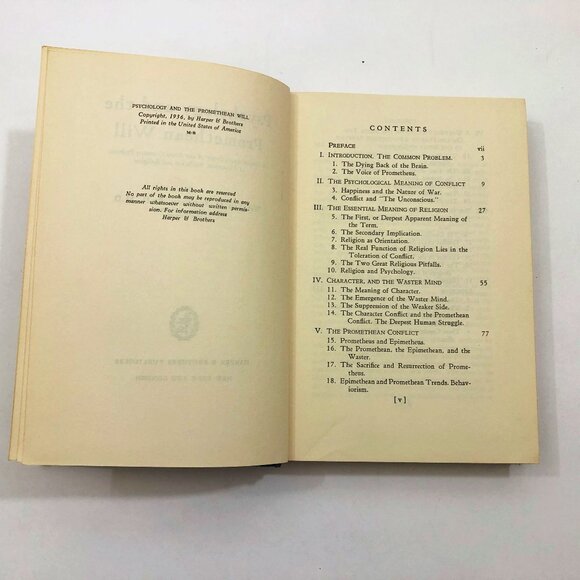 PSYCHOLOGY AND THE PROMETHEAN WILL
Copyright, 1936, by Harper & Brothers
Printed in the United States of America
M-R
All rights in this book are reserved
No part of the book may be reproduced in any
manner whatsoever without written permis-
sion. For information address
Harper & Brothers
CONTENTS
PREFACE vii
I. INTRODUCTION. THE COMMON PROBLEM. 3
1. The Dying Back of the Brain.
2. The Voice of Prometheus.
II. THE PSYCHOLOGICAL MEANING OF CONFLICT 9
3. Happiness and the Nature of War.
4. Conflict and "The Unconscious."
III. THE ESSENTIAL MEANING OF RELIGION 27
5. The First, or Deepest Apparent Meaning of
the Term.
6. The Secondary Implication.
7. Religion as Orientation.
8. The Real Function of Religion Lies in the
Toleration of Conflict.
9. The Two Great Religious Pitfalls.
10. Religion and Psychology.
IV. CHARACTER, AND THE WASTER MIND 55
11. The Meaning of Character.
12. The Emergence of the Waster Mind.
13. The Suppression of the Weaker Side.
14. The Character Conflict and the Promethean
Conflict. The Deepest Human Struggle.
V. THE PROMETHEAN CONFLICT 77
15. Prometheus and Epimetheus.
16. The Promethean, the Epimethean, and the
Waster.
17. The Sacrifice and Resurrection of Prome-
theus.
18. Epimethean and Promethean Trends. Behav-
iorism.
[v]